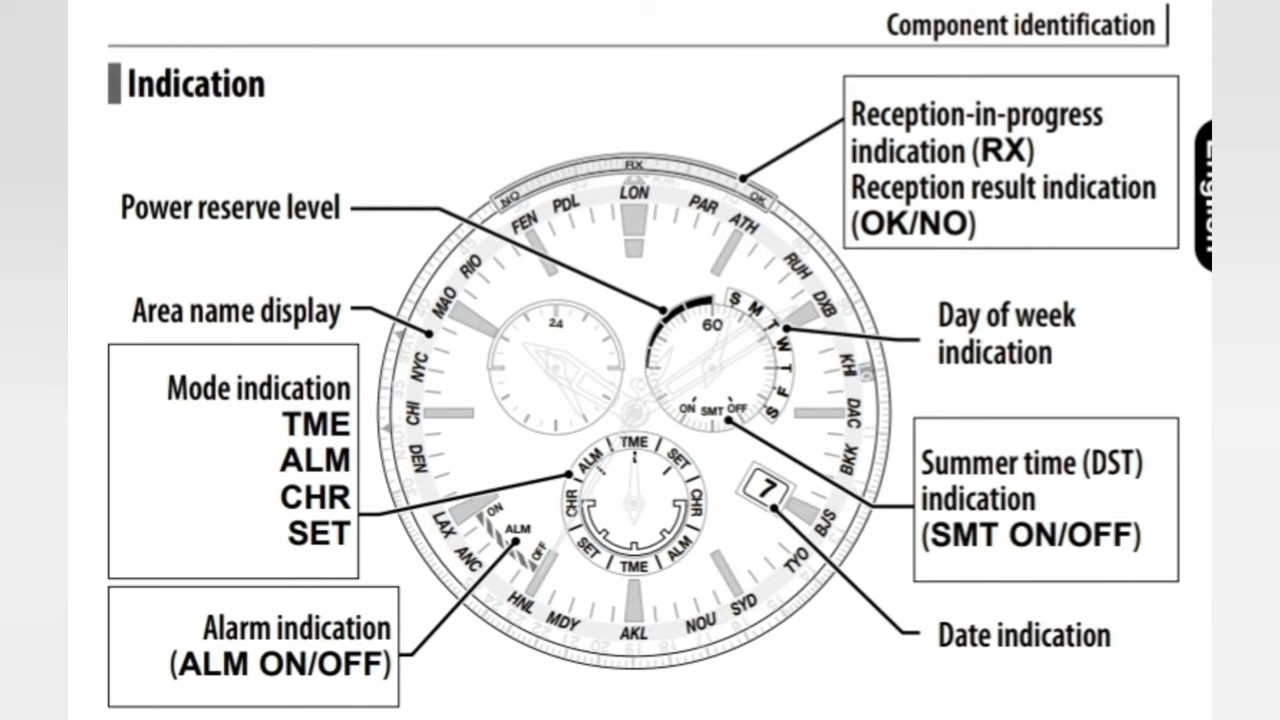 Component identification
Indication
Reception-in-progress
indication (RX)
Reception result indication
(OK/NO)
English
Power reserve level
Area name display
Mode indication
TME
ALM
CHR
SET
Alarm indication
(ALM ON/OFF)
Day of week
indication
Summer time (DST)
indication
(SMT ON/OFF)
Date indication
NO
RX
OK
LON
PAR
ATH
RUH
DXB
KHI
DAC
BKK
BJS
TYO
SYD
NOU
AKL
MDY
HNL
ANC
LAX
DEN
CHI
NYC
MAO
RIO
FEN
PDL
24
60
S M T W T F S
ON SMT OFF
TME
SET
CHR
ALM
TME
SET
CHR
ALM
7
ON
ALM
OFF